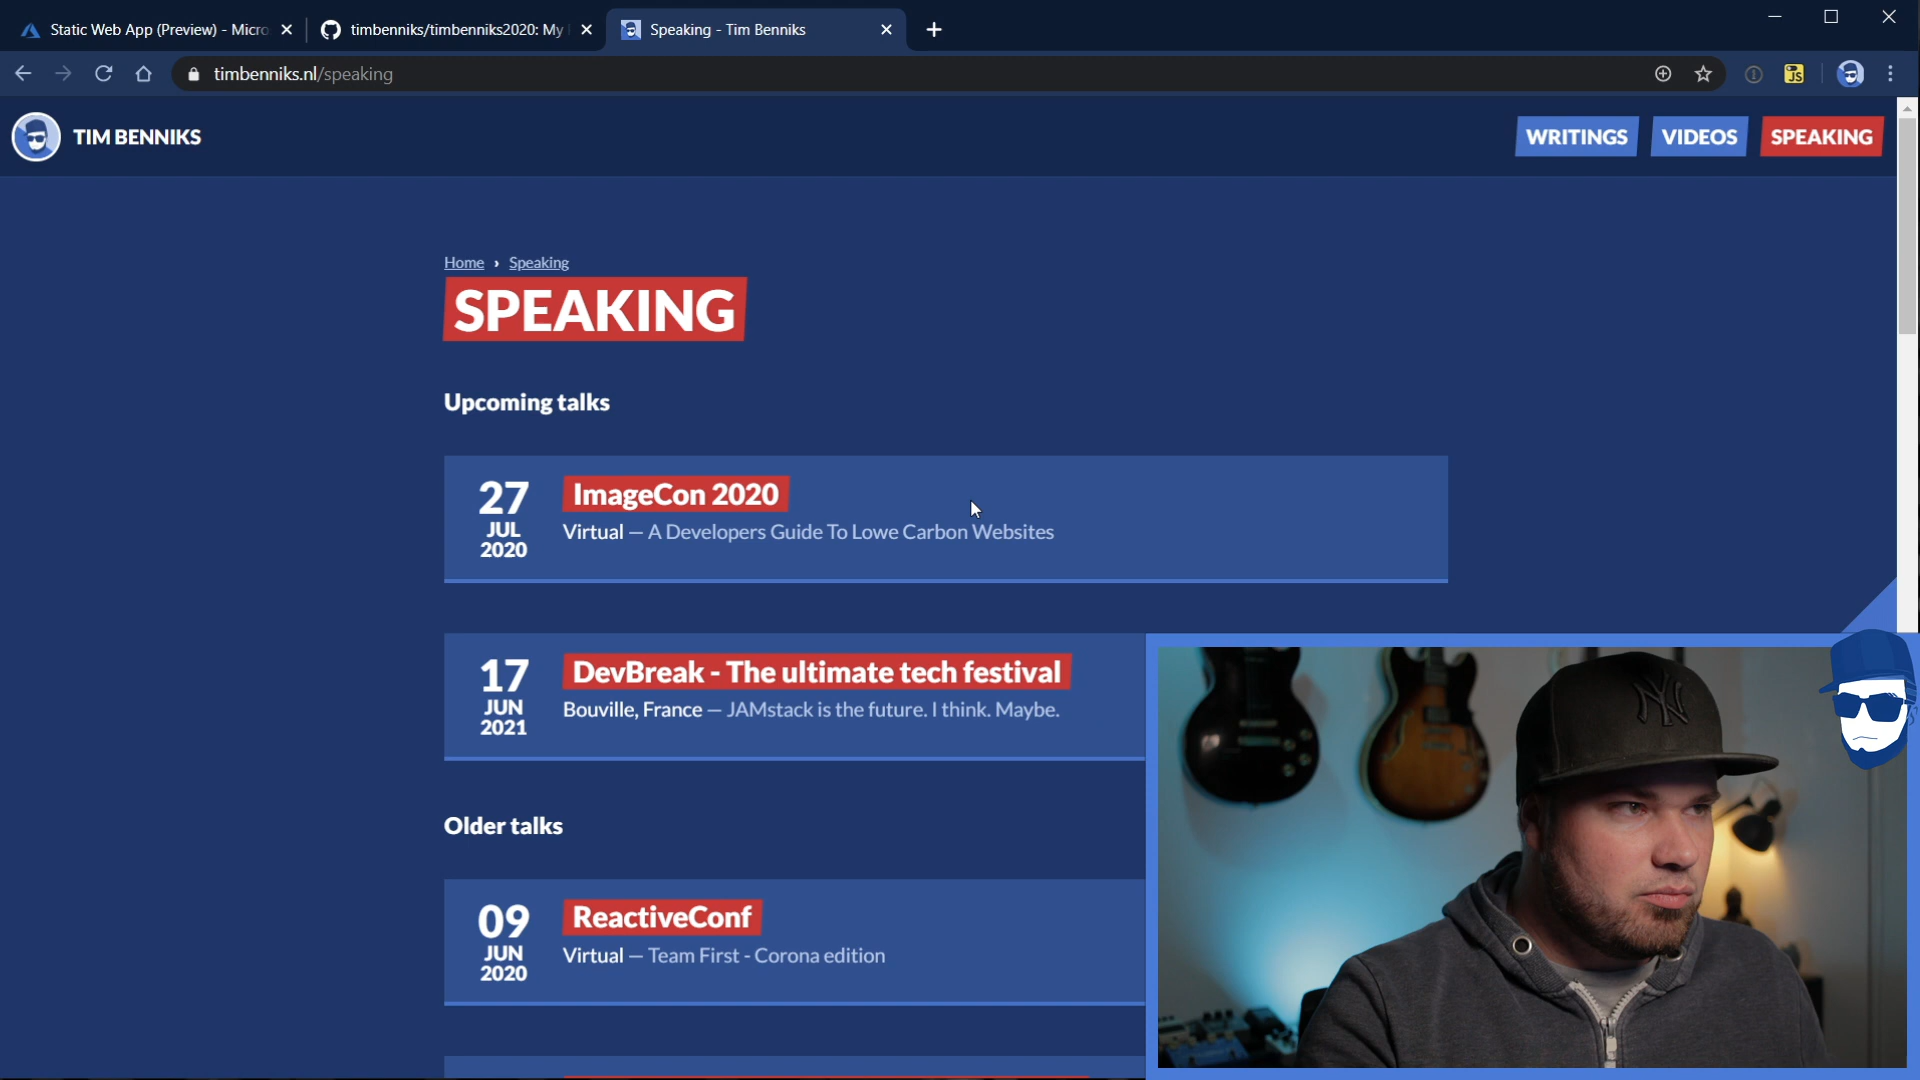 Static Web App (Preview) - Micro
timbenniks/timbenniks2020: My
Speaking - Tim Benniks
timbenniks.nl/speaking
JS
TIM BENNIKS
WRITINGS
VIDEOS
SPEAKING
Home › Speaking
SPEAKING
Upcoming talks
27
JUL
2020
ImageCon 2020
Virtual — A Developers Guide To Lowe Carbon Websites
17
JUN
2021
DevBreak - The ultimate tech festival
Bouville, France — JAMstack is the future. I think. Maybe.
Older talks
09
JUN
2020
ReactiveConf
Virtual — Team First - Corona edition
NY